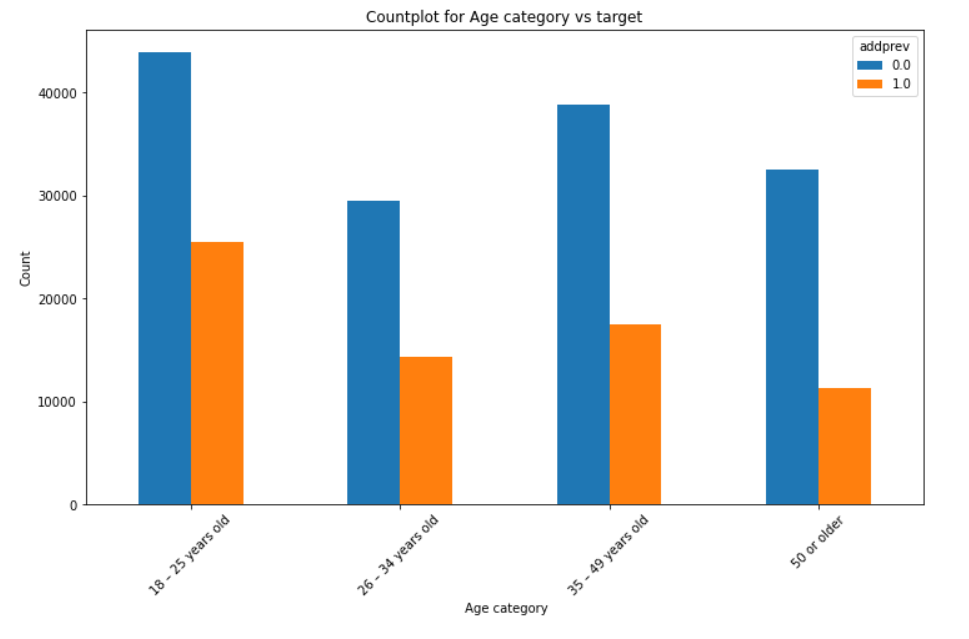 Countplot for Age category vs target
addprev
0.0
1.0
Count
40000
30000
20000
10000
0
18 – 25 years old
26 – 34 years old
35 – 49 years old
50 or older
Age category